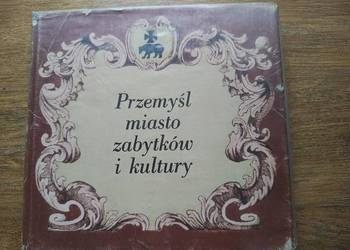 Przemyśl
miasto
zabytków
i kultury